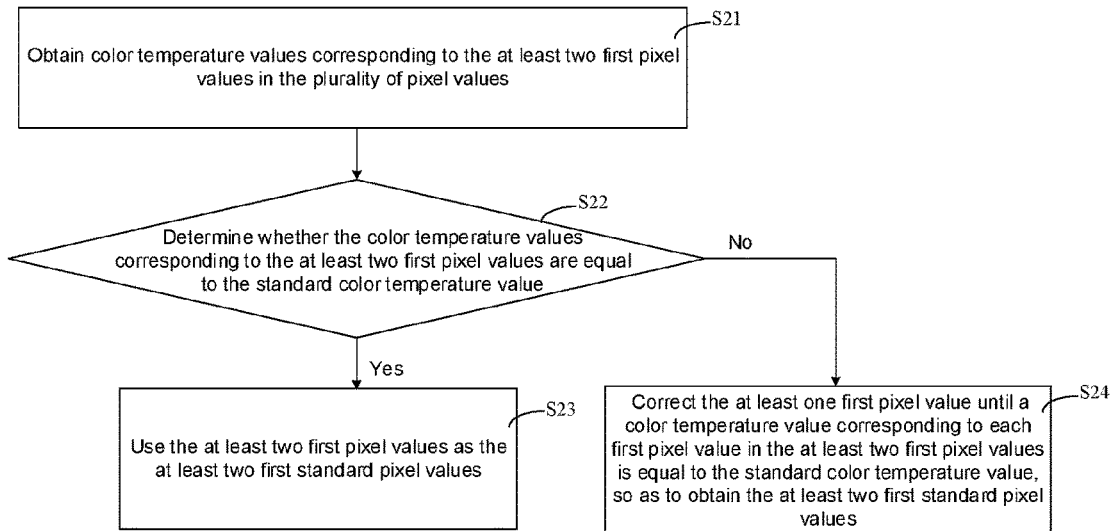 S21
Obtain color temperature values corresponding to the at least two first pixel
values in the plurality of pixel values
S22
Determine whether the color temperature values
corresponding to the at least two first pixel values are equal
to the standard color temperature value
No
Yes
S23
Use the at least two first pixel values as the
at least two first standard pixel values
S24
Correct the at least one first pixel value until a
color temperature value corresponding to each
first pixel value in the at least two first pixel values
is equal to the standard color temperature value,
so as to obtain the at least two first standard pixel
values